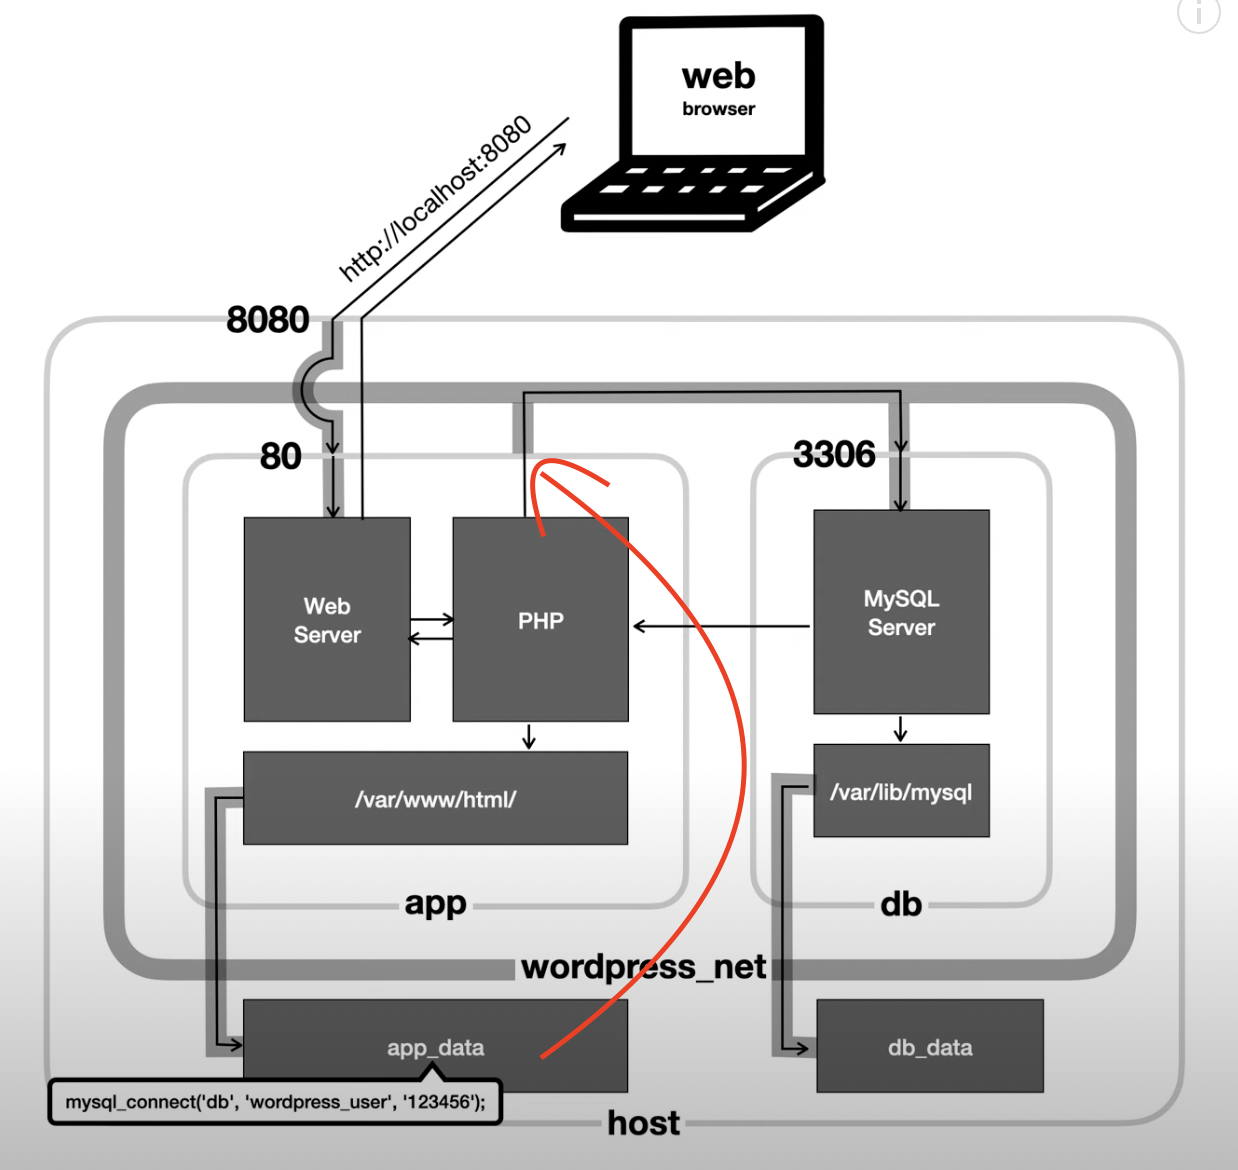 web
browser
http://localhost:8080
8080
80
3306
Web
Server
PHP
MySQL
Server
/var/www/html/
/var/lib/mysql
app
db
wordpress_net
app_data
db_data
mysql_connect('db', 'wordpress_user', '123456');
host